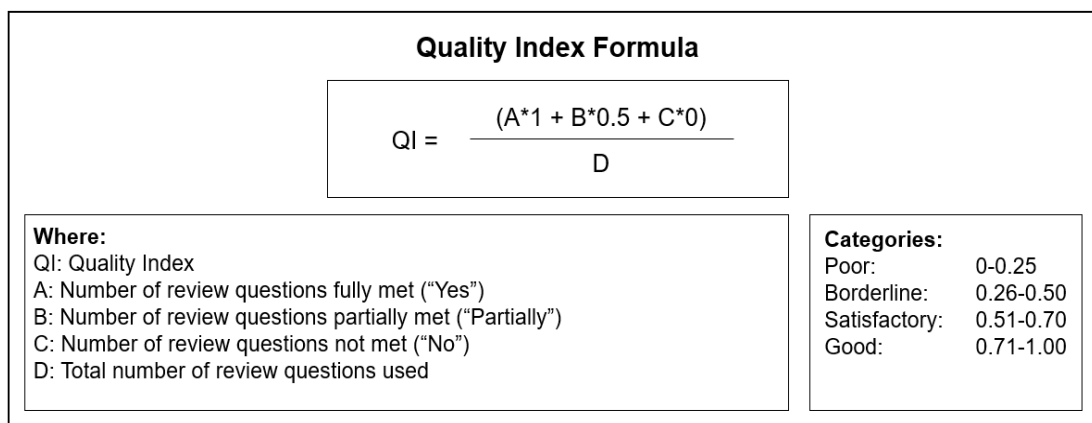 Quality Index Formula
QI = (A*1 + B*0.5 + C*0)
D
Where:
QI: Quality Index
A: Number of review questions fully met (“Yes”)
B: Number of review questions partially met (“Partially”)
C: Number of review questions not met (“No”)
D: Total number of review questions used
Categories:
Poor: 0-0.25
Borderline: 0.26-0.50
Satisfactory: 0.51-0.70
Good: 0.71-1.00